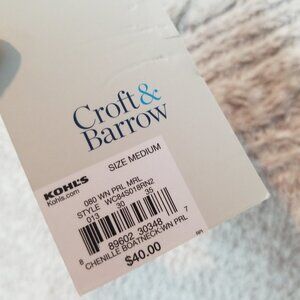 Croft&
Barrow
KOHL'S
Kohls.com
SIZE MEDIUM
080 WN PRL MRL
STYLE WC84S018RN2
013 30 35
8 89602 30348 7
CHENILLE BOATNECK-WN PRL
$40.00